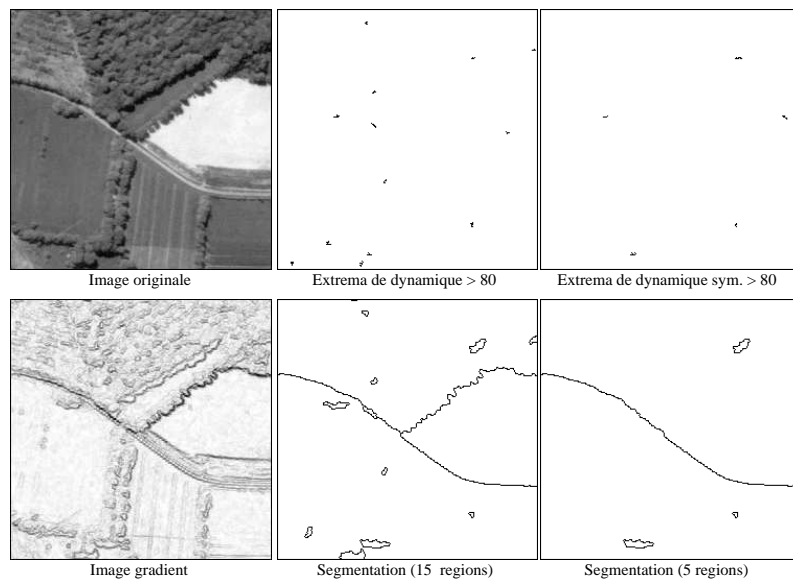 Image originale
Extrema de dynamique > 80
Extrema de dynamique sym. > 80
Image gradient
Segmentation (15 regions)
Segmentation (5 regions)